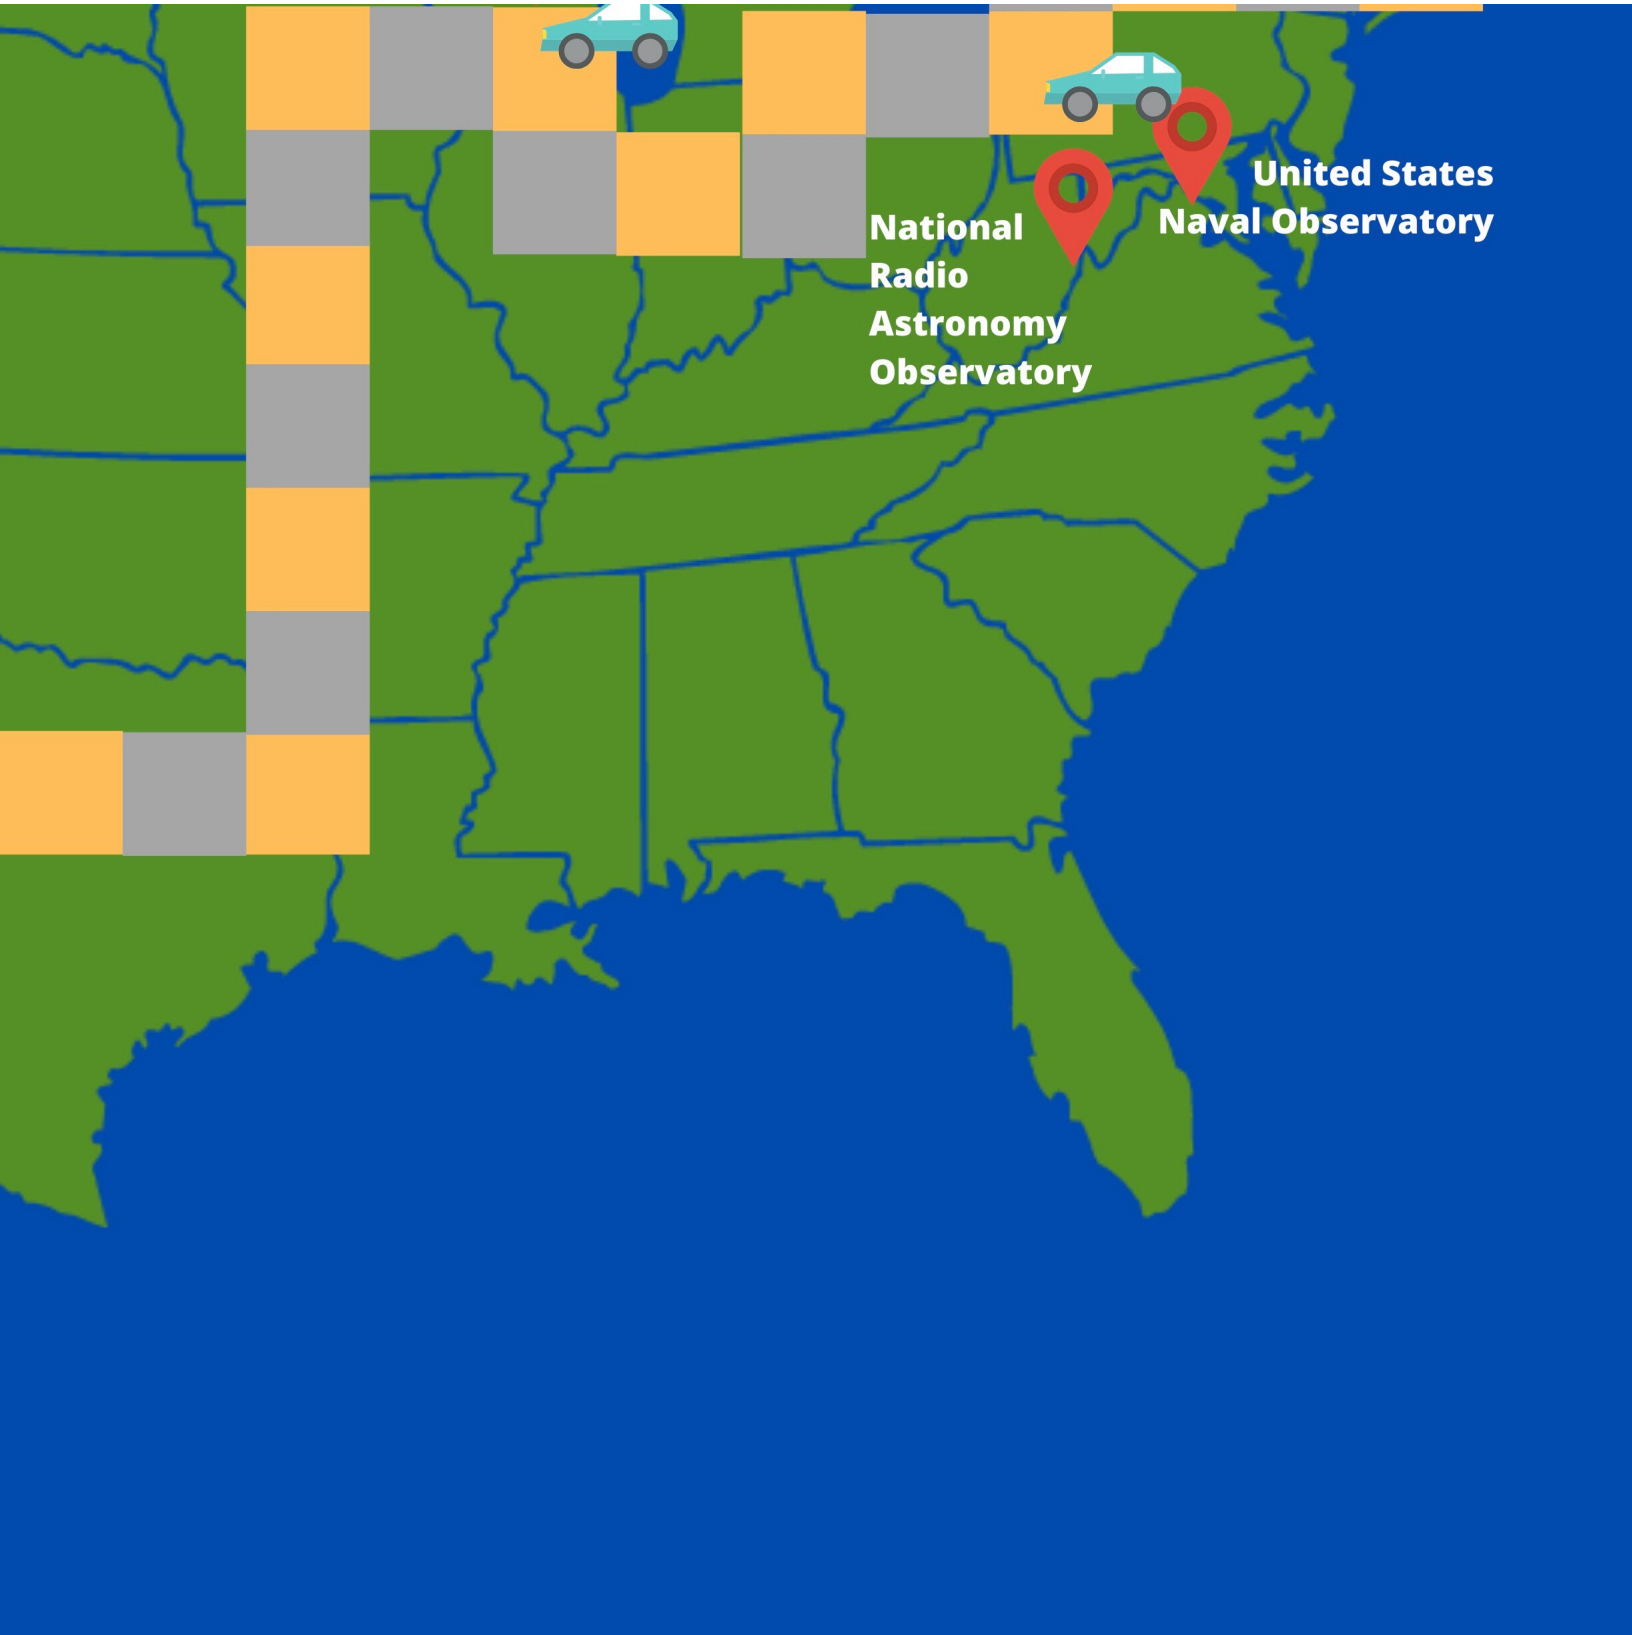 United States
Naval Observatory
National
Radio
Astronomy
Observatory